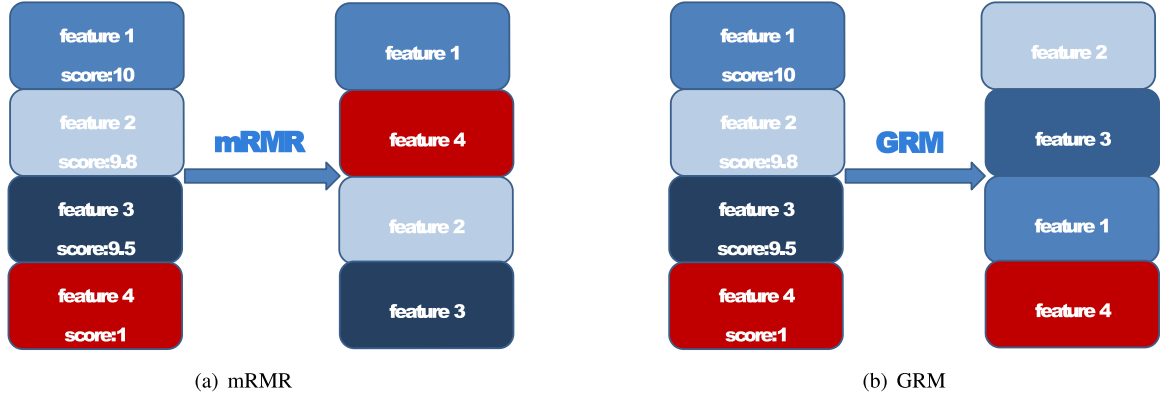 feature 1
score:10
feature 2
score:9.8
feature 3
score:9.5
feature 4
score:1
mRMR
feature 1
feature 4
feature 2
feature 3
(a) mRMR
feature 1
score:10
feature 2
score:9.8
feature 3
score:9.5
feature 4
score:1
GRM
feature 2
feature 3
feature 1
feature 4
(b) GRM